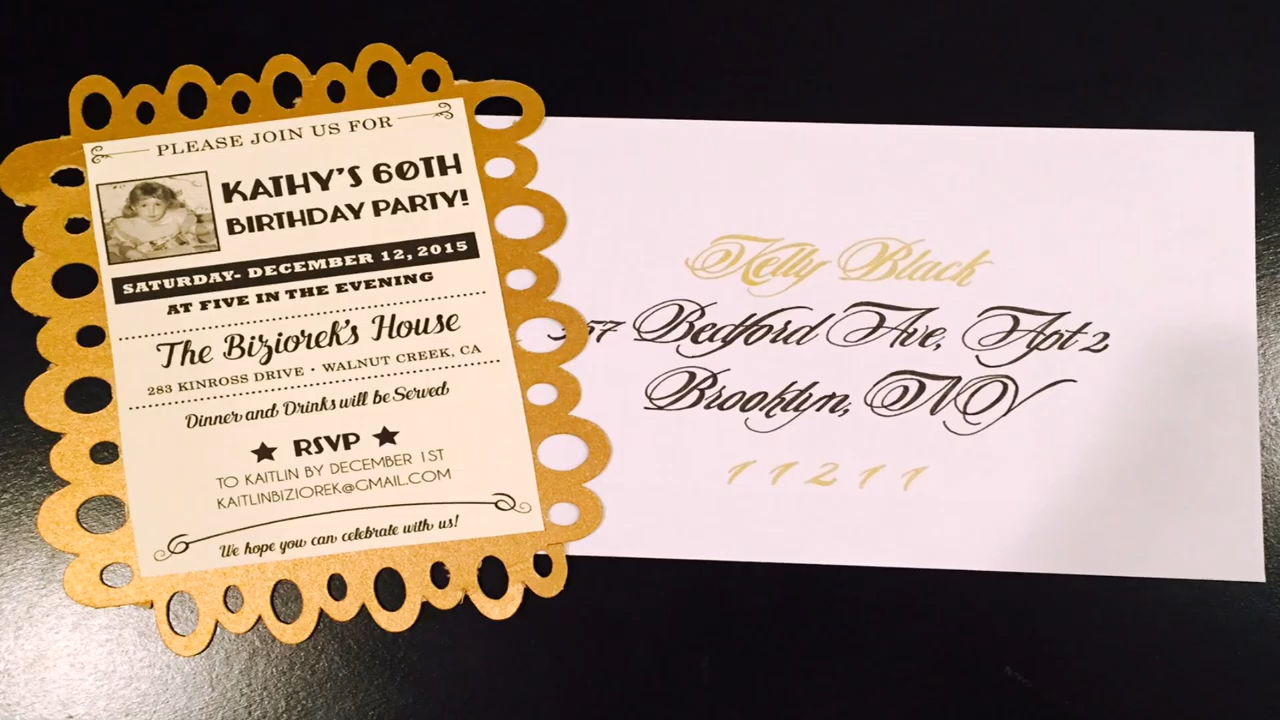 PLEASE JOIN US FOR
KATHY'S 60TH
BIRTHDAY PARTY!
SATURDAY- DECEMBER 12, 2015
AT FIVE IN THE EVENING
The Biziorek's House
283 KINROSS DRIVE • WALNUT CREEK, CA
Dinner and Drinks will be Served
★ RSVP ★
TO KAITLIN BY DECEMBER 1ST
KAITLINBIZIOREK@GMAIL.COM
We hope you can celebrate with us!
Kelly Black
Bedford Ave, Apt 2
Brooklyn, NY
11211